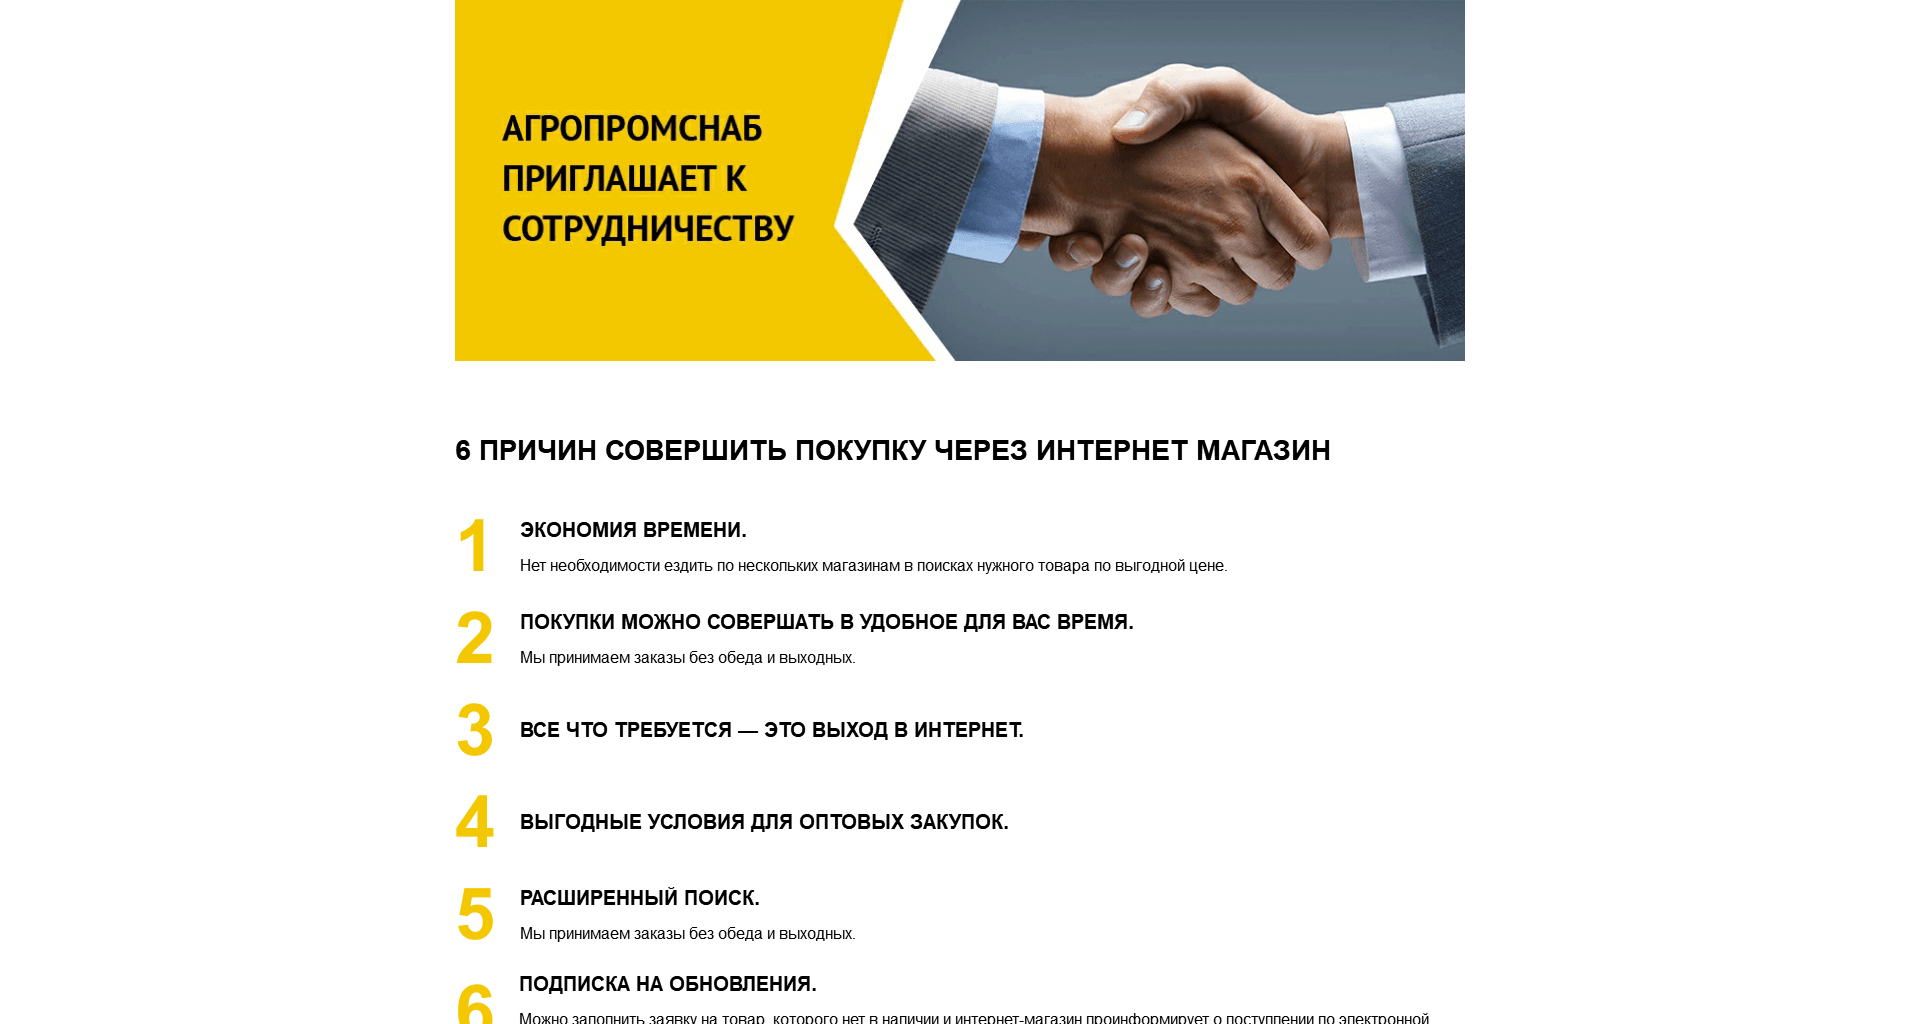 АГРОПРОМСНАБ
ПРИГЛАШАЕТ К
СОТРУДНИЧЕСТВУ
6 ПРИЧИН СОВЕРШИТЬ ПОКУПКУ ЧЕРЕЗ ИНТЕРНЕТ МАГАЗИН
1
ЭКОНОМИЯ ВРЕМЕНИ.
Нет необходимости ездить по нескольких магазинам в поисках нужного товара по выгодной цене.
2
ПОКУПКИ МОЖНО СОВЕРШАТЬ В УДОБНОЕ ДЛЯ ВАС ВРЕМЯ.
Мы принимаем заказы без обеда и выходных.
3
ВСЕ ЧТО ТРЕБУЕТСЯ — ЭТО ВЫХОД В ИНТЕРНЕТ.
4
ВЫГОДНЫЕ УСЛОВИЯ ДЛЯ ОПТОВЫХ ЗАКУПОК.
5
РАСШИРЕННЫЙ ПОИСК.
Мы принимаем заказы без обеда и выходных.
6
ПОДПИСКА НА ОБНОВЛЕНИЯ.
Можно заполнить заявку на товар, которого нет в наличии и интернет-магазин проинформирует о поступлении по электронной